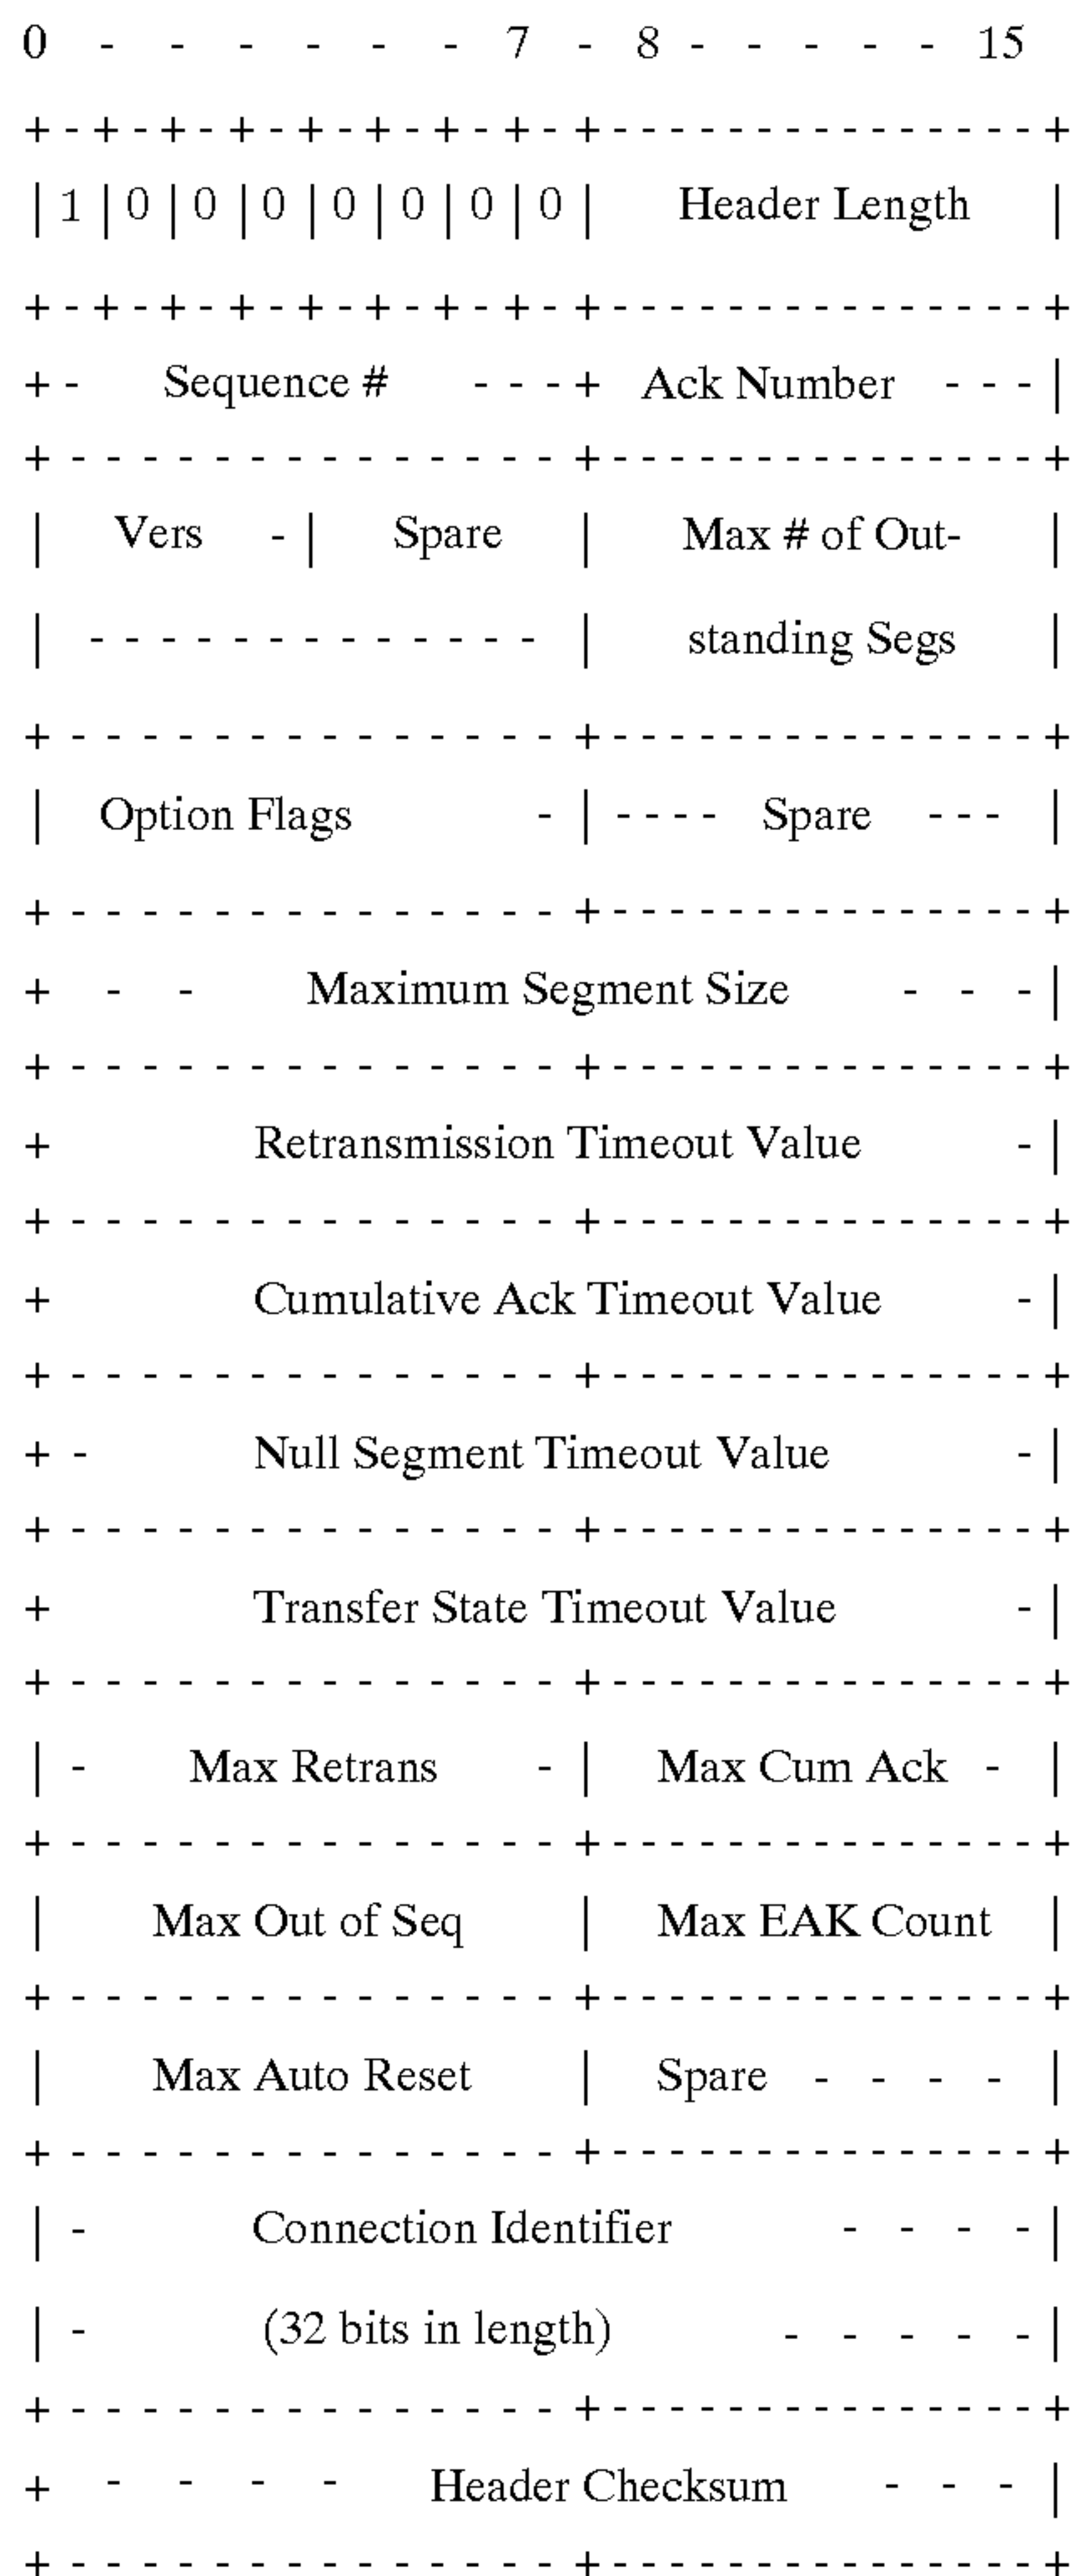 0 - - - - - - 7 - 8 - - - - - 15
+-+-+-+-+-+-+-+-+---------------+
|1|0|0|0|0|0|0|0| Header Length |
+-+-+-+-+-+-+-+-+---------------+
+- Sequence # ---+ Ack Number ---|
+--------------+---------------+
| Vers -| Spare | Max # of Out- |
| ------------- | standing Segs |
+--------------+---------------+
| Option Flags -|---- Spare --- |
+--------------+---------------+
+ - - Maximum Segment Size - - -|
+--------------+---------------+
+ Retransmission Timeout Value -|
+--------------+---------------+
+ Cumulative Ack Timeout Value -|
+--------------+---------------+
+- Null Segment Timeout Value -|
+--------------+---------------+
+ Transfer State Timeout Value -|
+--------------+---------------+
|- Max Retrans -| Max Cum Ack - |
+--------------+---------------+
| Max Out of Seq | Max EAK Count |
+--------------+---------------+
| Max Auto Reset | Spare - - - - |
+--------------+---------------+
|- Connection Identifier - - - -|
|- (32 bits in length) - - - - -|
+--------------+---------------+
+ - - - - Header Checksum - - - |
+--------------+---------------+